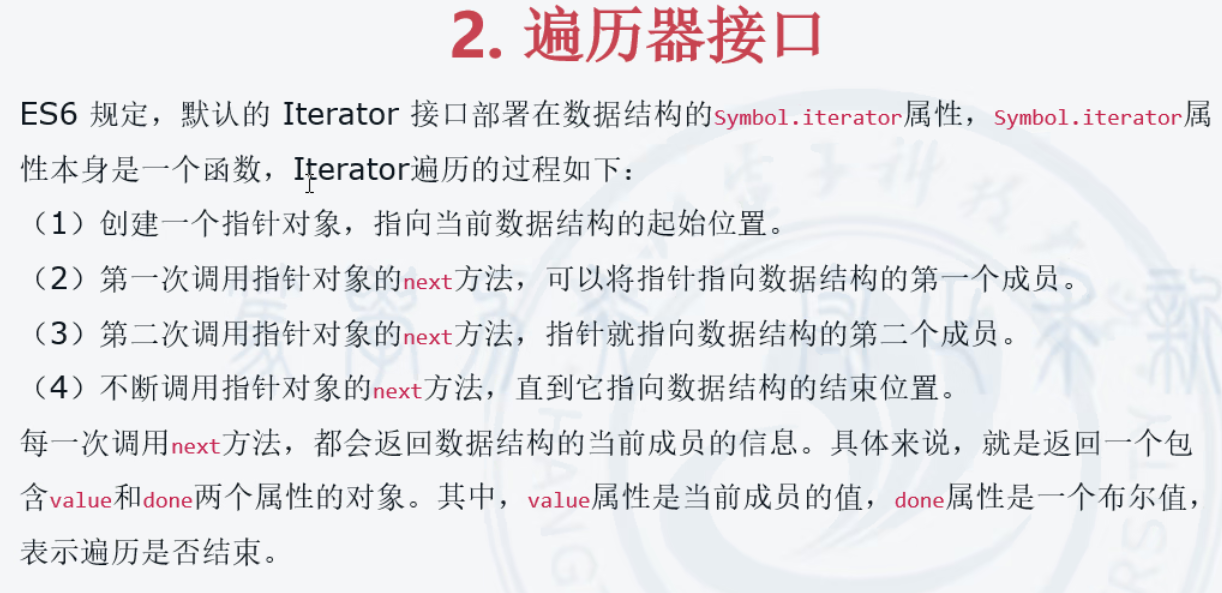 2. 遍历器接口
ES6 规定，默认的 Iterator 接口部署在数据结构的Symbol.iterator属性，Symbol.iterator属
性本身是一个函数，Iterator遍历的过程如下：
（1）创建一个指针对象，指向当前数据结构的起始位置。
（2）第一次调用指针对象的next方法，可以将指针指向数据结构的第一个成员。
（3）第二次调用指针对象的next方法，指针就指向数据结构的第二个成员。
（4）不断调用指针对象的next方法，直到它指向数据结构的结束位置。
每一次调用next方法，都会返回数据结构的当前成员的信息。具体来说，就是返回一个包
含value和done两个属性的对象。其中，value属性是当前成员的值，done属性是一个布尔值，
表示遍历是否结束。